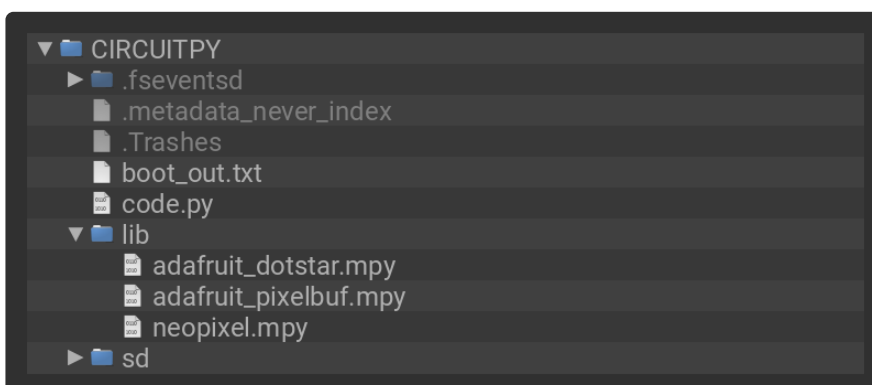 CIRCUITPY
.fseventsd
.metadata_never_index
.Trashes
boot_out.txt
code.py
lib
adafruit_dotstar.mpy
adafruit_pixelbuf.mpy
neopixel.mpy
sd